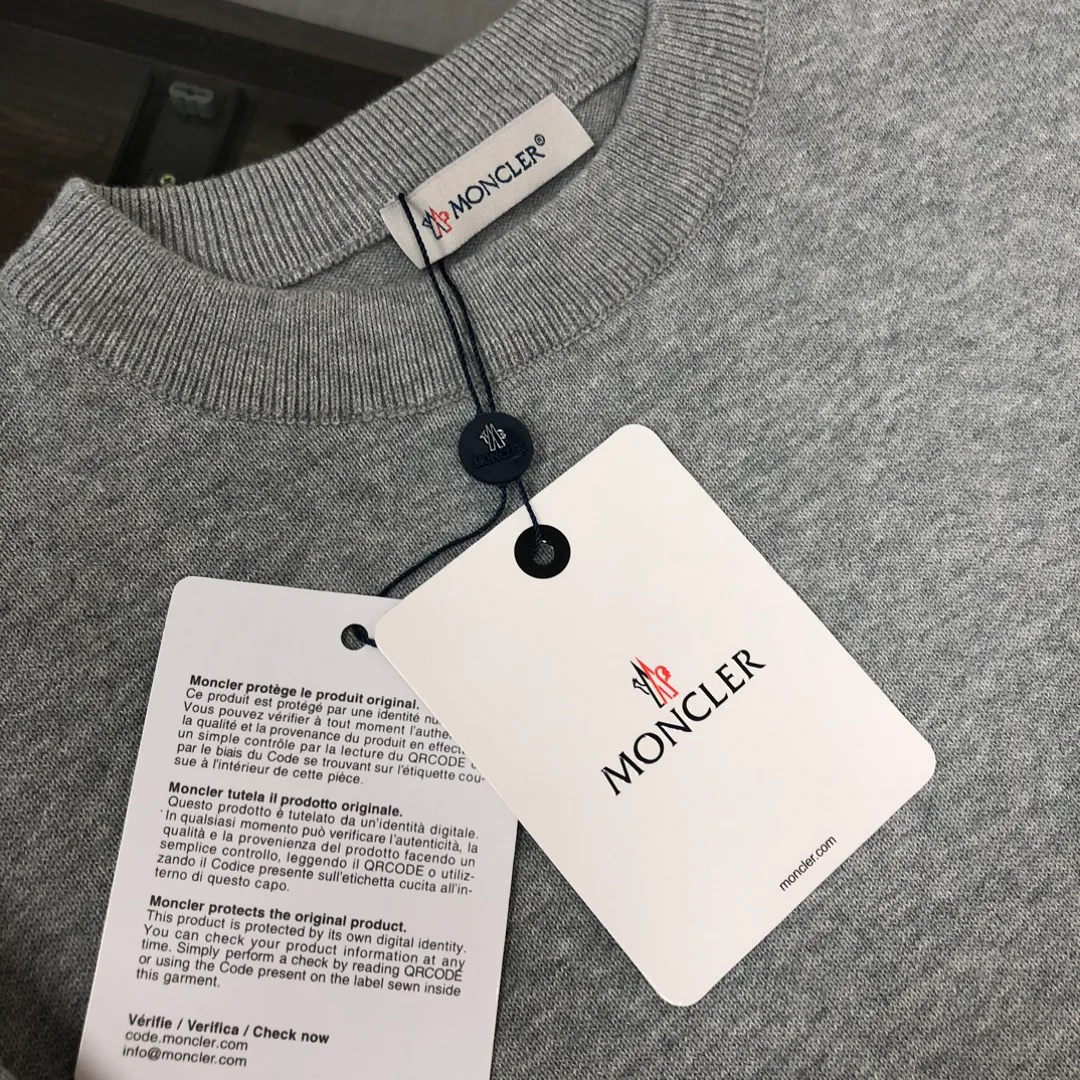 MONCLER®
MONCLER
MONCLER
moncler.com
Moncler protège le produit original.
Ce produit est protégé par une identité
Vous pouvez vérifier à tout moment
la qualité et la provenance du produit en
un simple contrôle par la lecture du QRCODE
par le biais du Code se trouvant sur l'étiquette cou-
sue à l'intérieur de cette pièce.
Moncler tutela il prodotto originale.
Questo prodotto è tutelato da un'identità digitale.
In qualsiasi momento può verificare l'autenticità, la
qualità e la provenienza del prodotto facendo un
semplice controllo, leggendo il QRCODE o utiliz-
zando il Codice presente sull'etichetta cucita all'in-
terno di questo capo.
Moncler protects the original product.
This product is protected by its own digital identity.
You can check your product information at any
time. Simply perform a check by reading QRCODE
or using the Code present on the label sewn inside
this garment.
Vérifie / Verifica / Check now
code.moncler.com
info@moncler.com